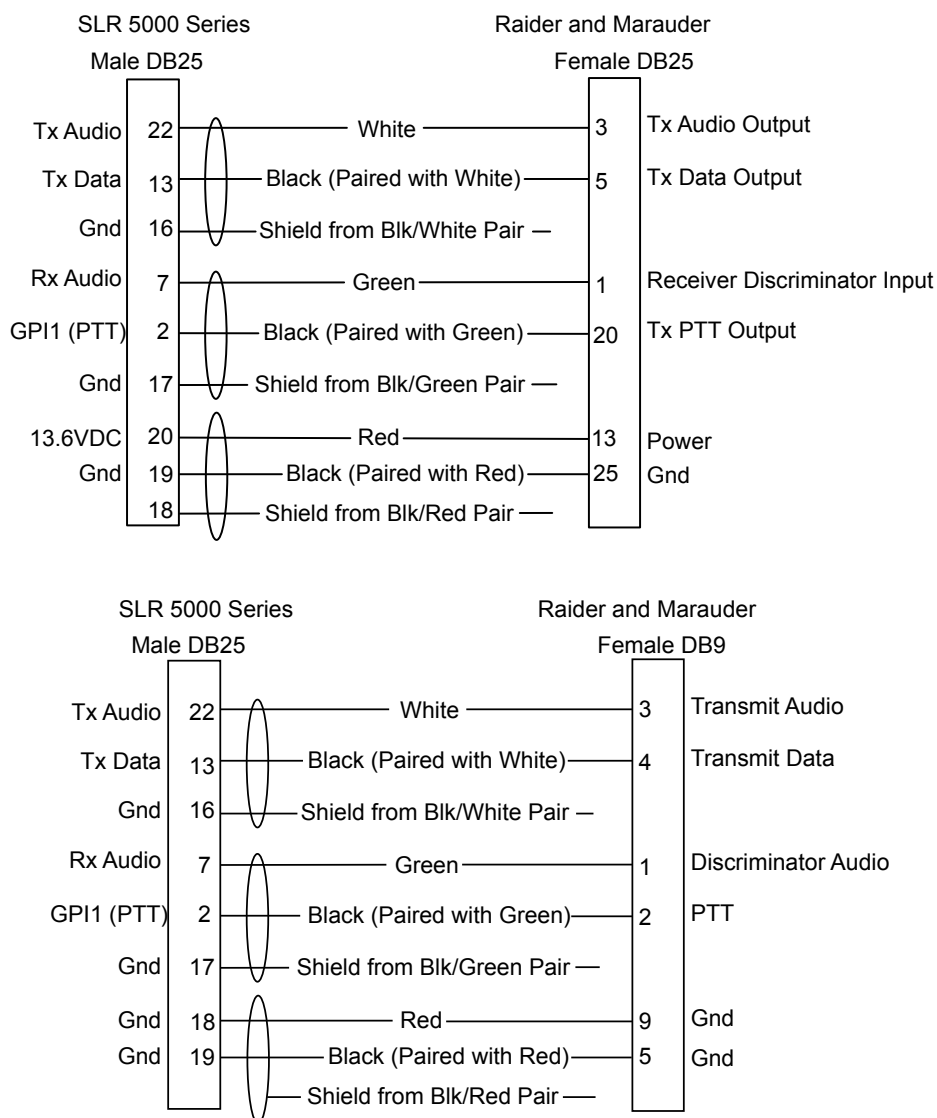 SLR 5000 Series Raider and Marauder
Male DB25 Female DB25
Tx Audio 22 White 3 Tx Audio Output
Tx Data 13 Black (Paired with White) 5 Tx Data Output
Gnd 16 Shield from Blk/White Pair
Rx Audio 7 Green 1 Receiver Discriminator Input
GPI1 (PTT) 2 Black (Paired with Green) 20 Tx PTT Output
Gnd 17 Shield from Blk/Green Pair
13.6VDC 20 Red 13 Power
Gnd 19 Black (Paired with Red) 25 Gnd
18 Shield from Blk/Red Pair
SLR 5000 Series Raider and Marauder
Male DB25 Female DB9
Tx Audio 22 White 3 Transmit Audio
Tx Data 13 Black (Paired with White) 4 Transmit Data
Gnd 16 Shield from Blk/White Pair
Rx Audio 7 Green 1 Discriminator Audio
GPI1 (PTT) 2 Black (Paired with Green) 2 PTT
Gnd 17 Shield from Blk/Green Pair
Gnd 18 Red 9 Gnd
Gnd 19 Black (Paired with Red) 5 Gnd
Shield from Blk/Red Pair